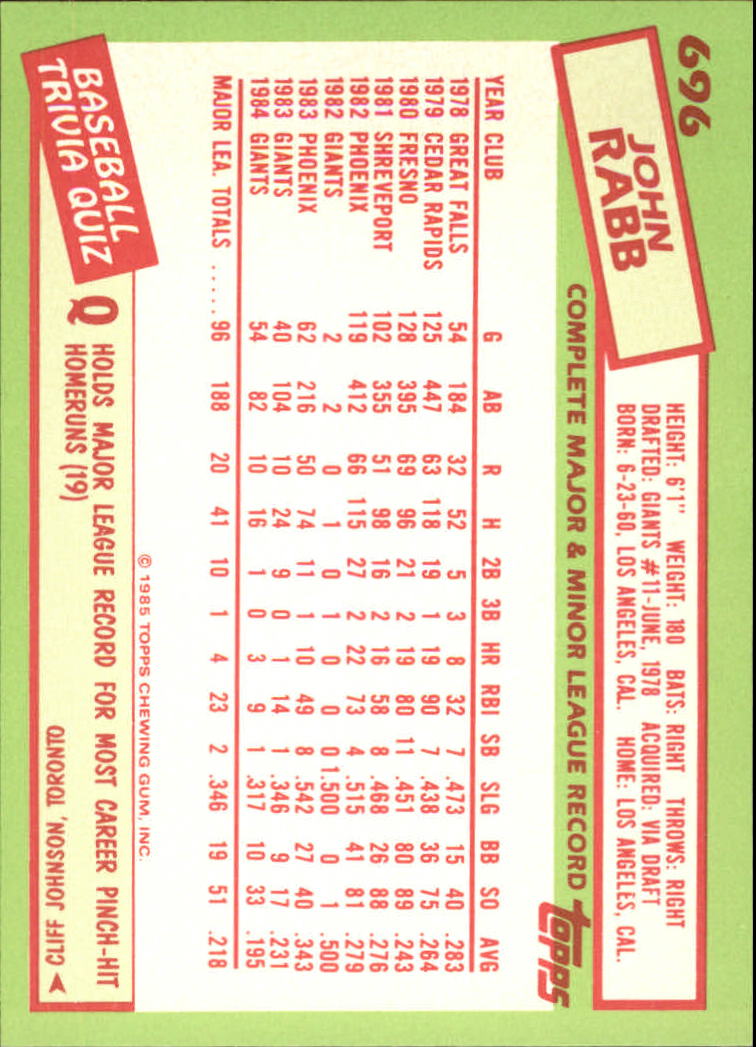 696
JOHN
RABB
HEIGHT: 6'1" WEIGHT: 180 BATS: RIGHT THROWS: RIGHT
DRAFTED: GIANTS #11-JUNE, 1978 ACQUIRED: VIA DRAFT
BORN: 6-23-60, LOS ANGELES, CAL. HOME: LOS ANGELES, CAL.
COMPLETE MAJOR & MINOR LEAGUE RECORD topps
YEAR CLUB G AB R H 2B 3B HR RBI SB SLG BB SO AVG
1978 GREAT FALLS 54 184 32 52 5 3 8 32 7 .473 15 40 .283
1979 CEDAR RAPIDS 125 447 63 118 19 1 19 90 7 .438 36 75 .264
1980 FRESNO 128 395 69 96 21 2 19 80 11 .451 80 89 .243
1981 SHREVEPORT 102 355 51 98 16 2 16 58 8 .468 26 88 .276
1982 PHOENIX 119 412 66 115 27 2 22 73 4 .515 41 81 .279
1982 GIANTS 2 2 0 1 0 1 0 0 0 1.500 0 1 .500
1983 PHOENIX 62 216 50 74 11 1 10 49 8 .542 27 40 .343
1983 GIANTS 40 104 10 24 9 0 1 14 1 .346 9 17 .231
1984 GIANTS 54 82 10 16 1 0 3 9 1 .317 10 33 .195
MAJOR LEA. TOTALS ..... 96 188 20 41 10 1 4 23 2 .346 19 51 .218
© 1985 TOPPS CHEWING GUM, INC.
BASEBALL
TRIVIA QUIZ
Q HOLDS MAJOR LEAGUE RECORD FOR MOST CAREER PINCH-HIT
HOMERUNS (19)
CLIFF JOHNSON, TORONTO